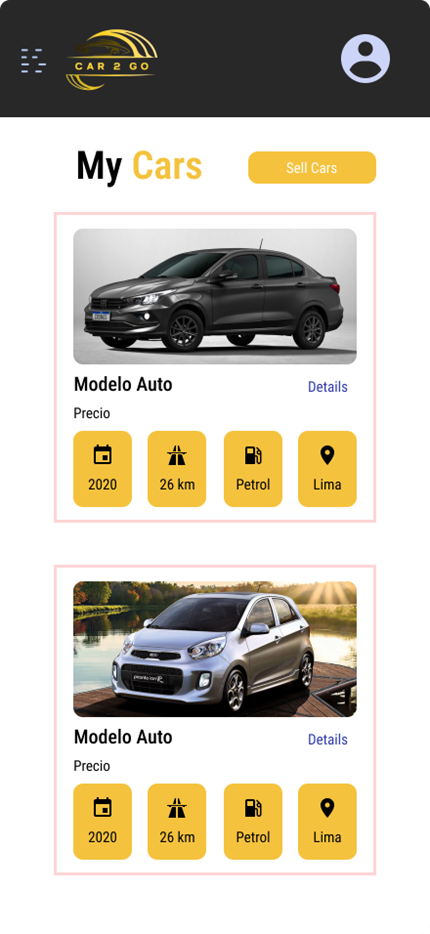 CAR 2 GO
My Cars
Sell Cars
Modelo Auto
Details
Precio
2020
26 km
Petrol
Lima
Modelo Auto
Details
Precio
2020
26 km
Petrol
Lima